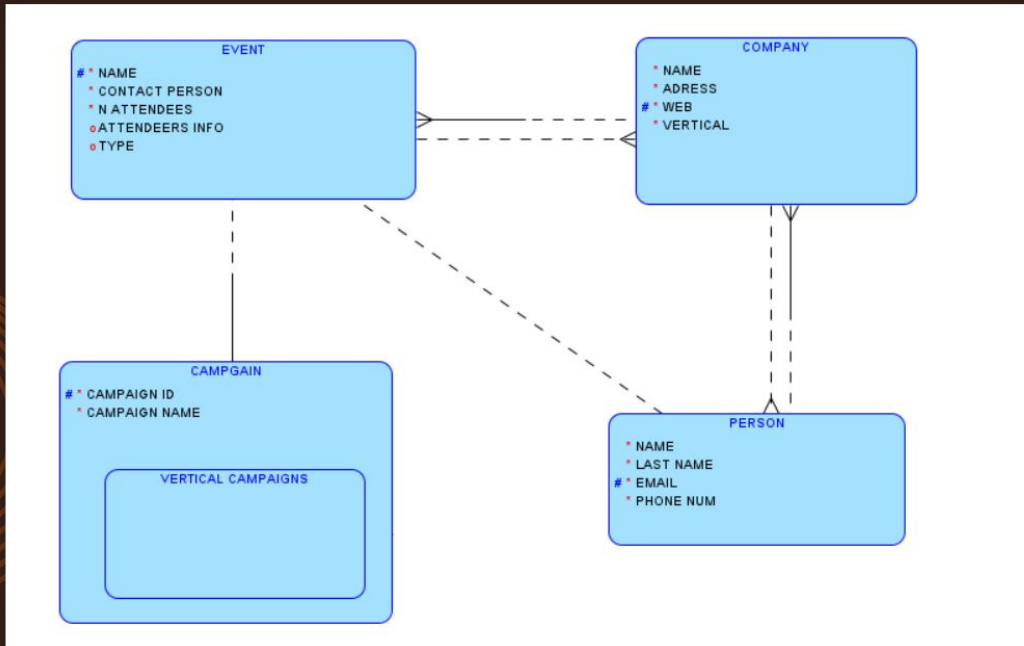 EVENT
# * NAME
* CONTACT PERSON
* N ATTENDEES
o ATTENDEERS INFO
o TYPE
COMPANY
* NAME
* ADRESS
# * WEB
* VERTICAL
CAMPGAIN
# * CAMPAIGN ID
* CAMPAIGN NAME
VERTICAL CAMPAIGNS
PERSON
* NAME
* LAST NAME
# * EMAIL
* PHONE NUM